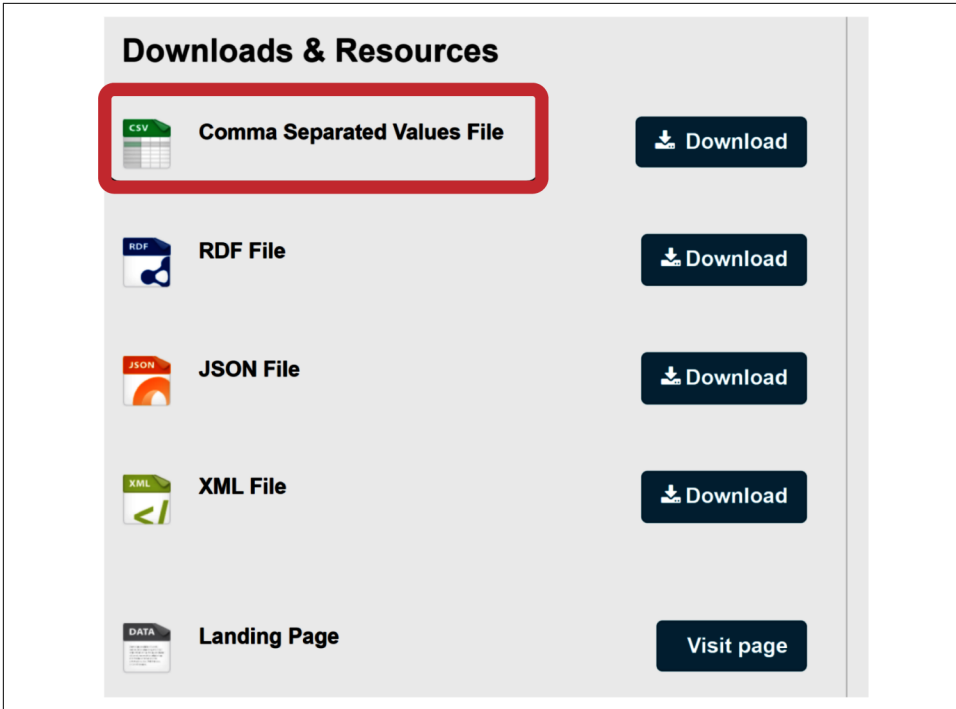 Downloads & Resources
CSV
Comma Separated Values File
Download
RDF
RDF File
Download
JSON
JSON File
Download
XML
XML File
</
Download
DATA
Landing Page
Visit page